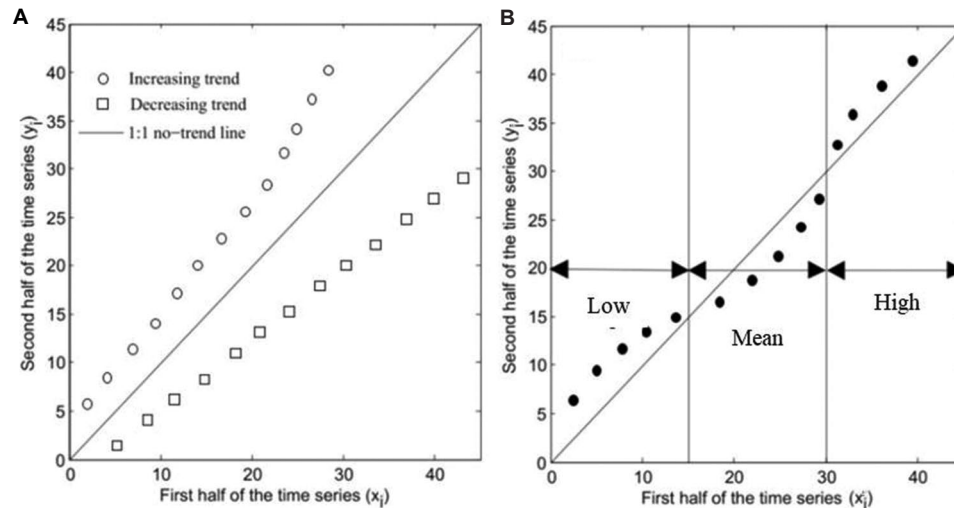 A
45
40
35
30
25
20
15
10
5
0
Second half of the time series (yi)
Increasing trend
Decreasing trend
1:1 no-trend line
0 10 20 30 40
First half of the time series (xi)
B
45
40
35
30
25
20
15
10
5
0
Second half of the time series (yi)
Low
Mean
High
0 10 20 30 40
First half of the time series (xi)